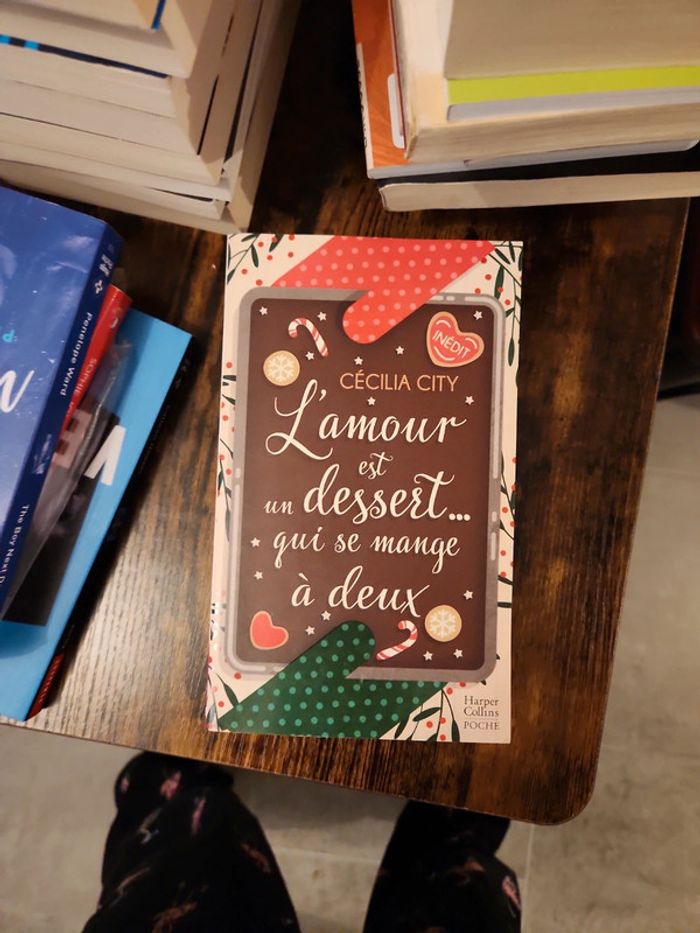 INÉDIT
CÉCILIA CITY
L'amour
est
un dessert...
qui se mange
à deux
Harper
Collins
POCHE
Penelope Ward
SOPHIE
The Boy Next D